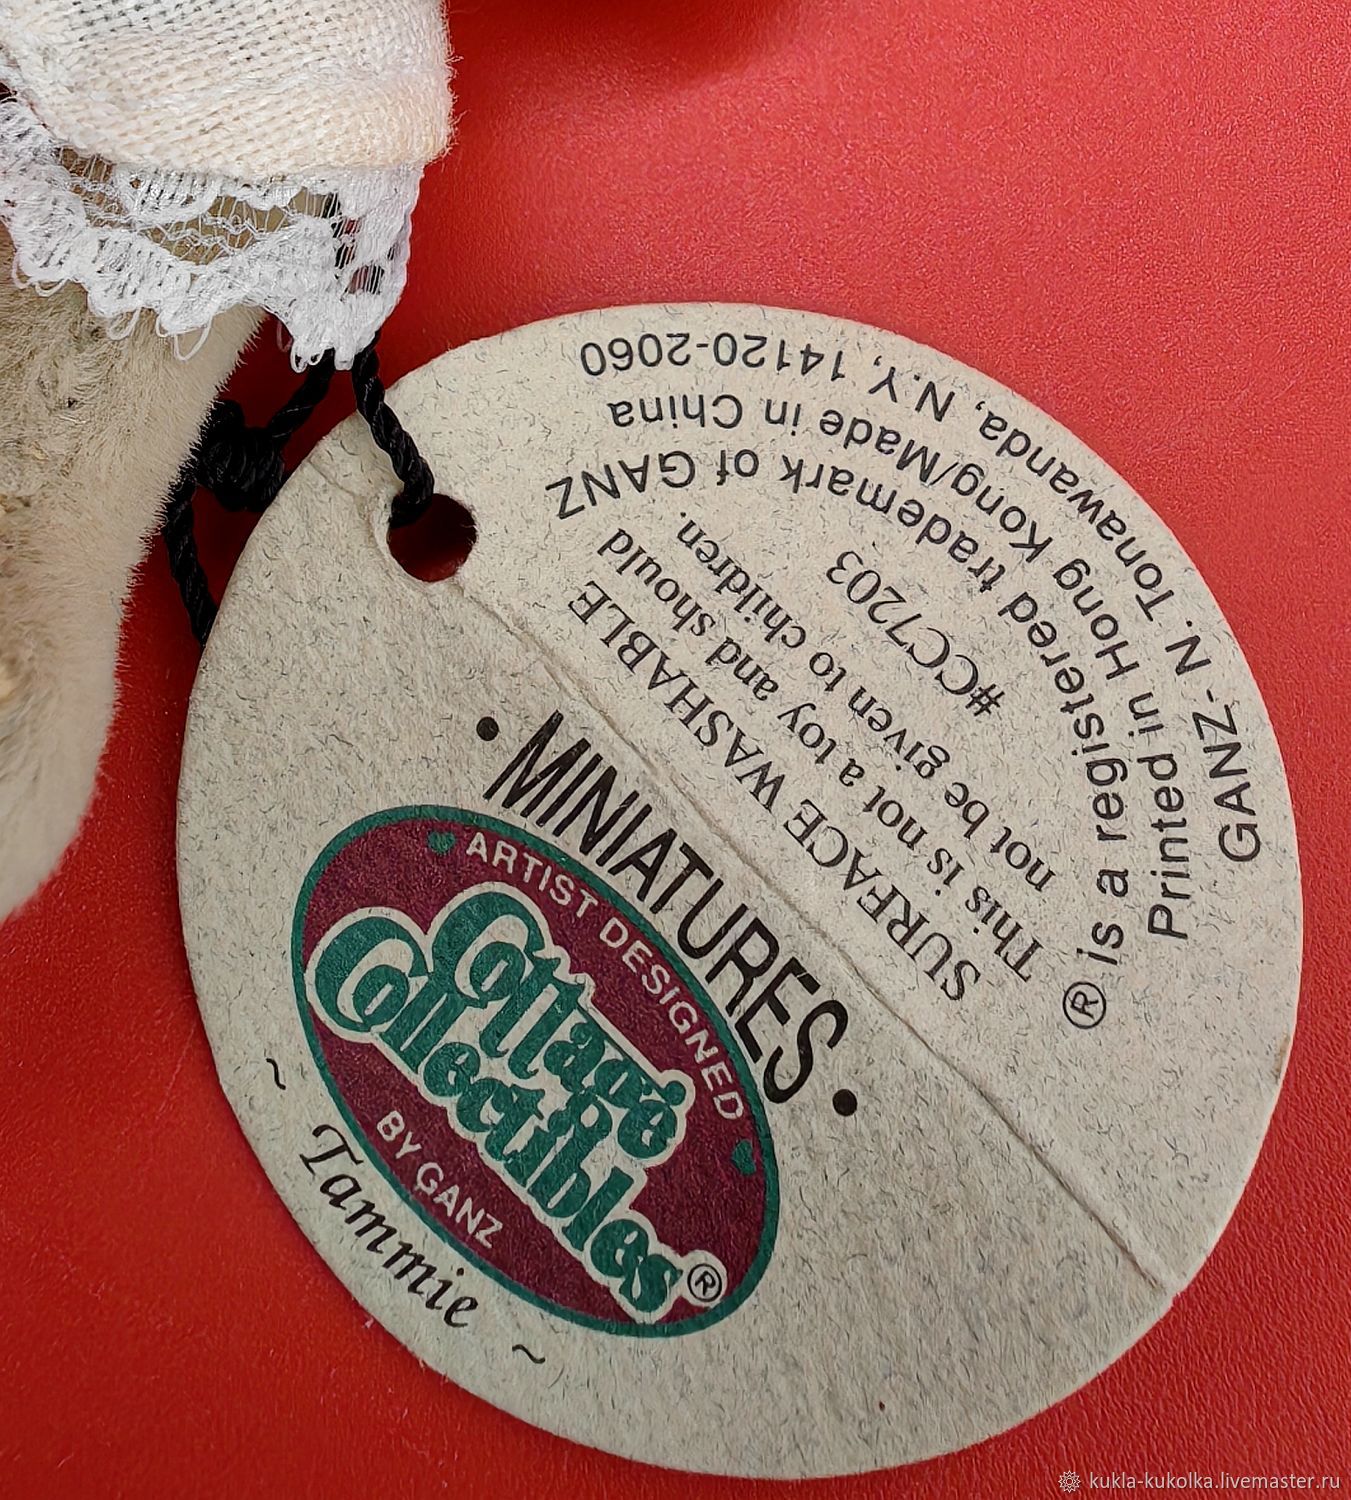 • MINIATURES •
ARTIST DESIGNED
Cottage
Collectibles®
BY GANZ
~ Tammie ~
SURFACE WASHABLE
This is not a toy and should
not be given to children.
#CC7203
® is a registered trademark of GANZ
Printed in Hong Kong/Made in China
GANZ - N. Tonawanda, N.Y, 14120-2060
kukla-kukolka.livemaster.ru